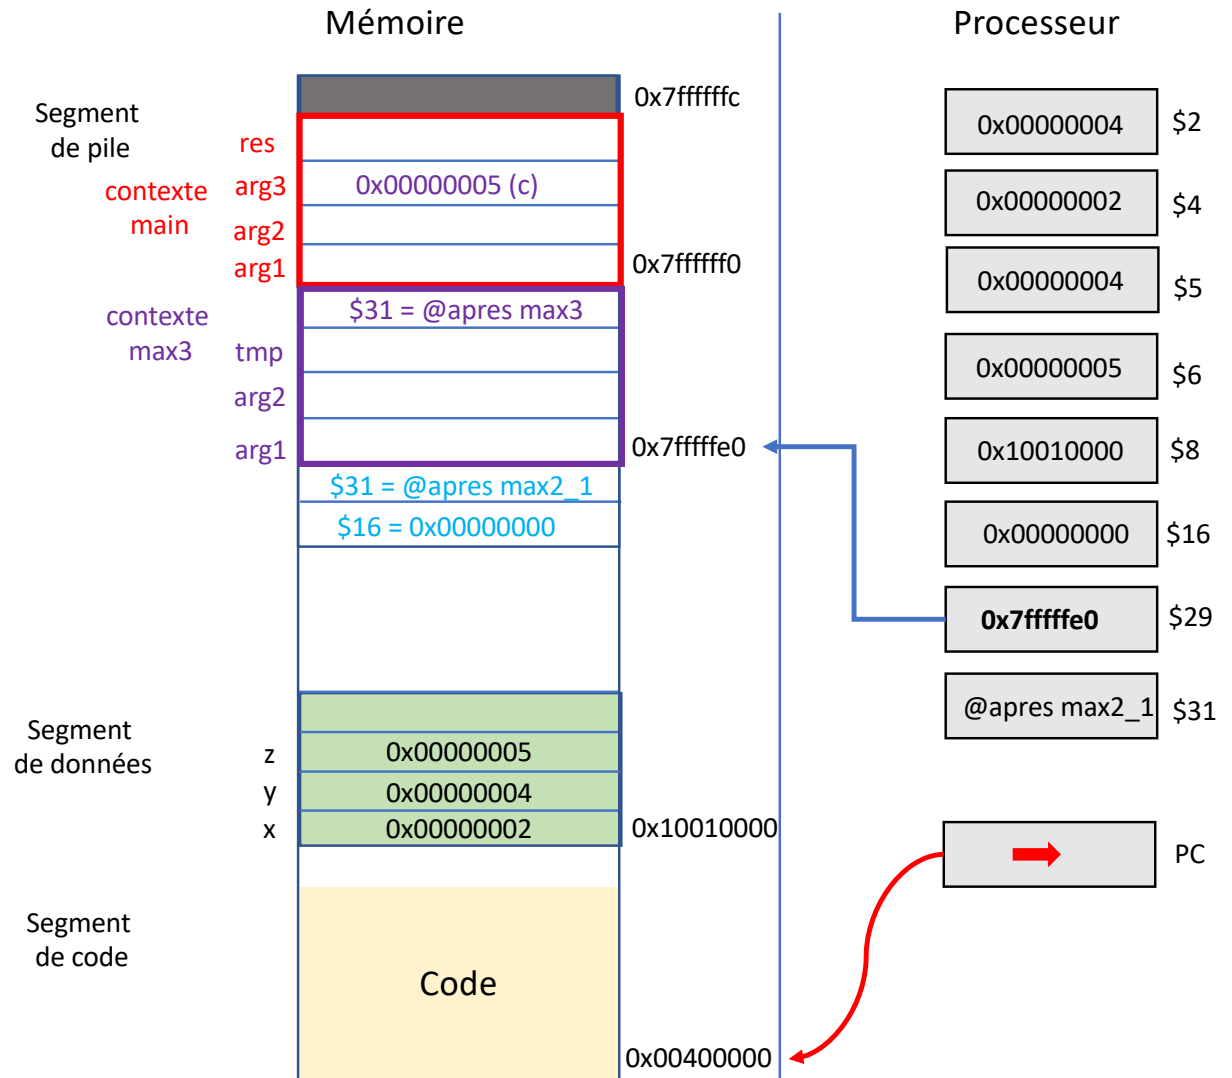 Mémoire
Processeur
0x7ffffffc
Segment
de pile
res
contexte
main
arg3
0x00000005 (c)
arg2
arg1
0x7ffffff0
contexte
max3
$31 = @apres max3
tmp
arg2
arg1
0x7fffffe0
$31 = @apres max2_1
$16 = 0x00000000
Segment
de données
z
0x00000005
y
0x00000004
x
0x00000002
0x10010000
Segment
de code
Code
0x00400000
0x00000004
$2
0x00000002
$4
0x00000004
$5
0x00000005
$6
0x10010000
$8
0x00000000
$16
0x7fffffe0
$29
@apres max2_1
$31
PC